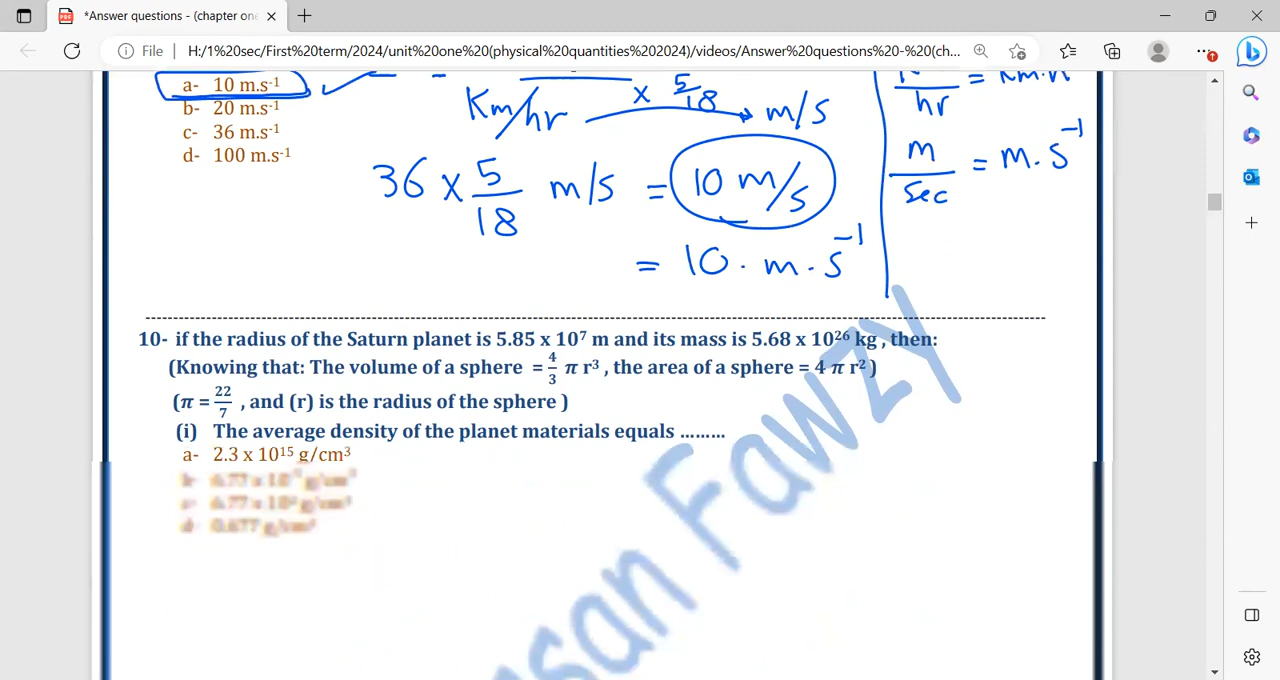 *Answer questions - (chapter one
File
H:/1%20sec/First%20term/2024/unit%20one%20(physical%20quantities%202024)/videos/Answer%20questions%20-%20(ch...
a- 10 m.s-1
b- 20 m.s-1
c- 36 m.s-1
d- 100 m.s-1
Km/hr × 5/18 m/s
36 × 5/18 m/s = 10 m/s
= 10 . m . s⁻¹
hr
m/sec = m . s⁻¹
10- if the radius of the Saturn planet is 5.85 x 10⁷ m and its mass is 5.68 x 10²⁶ kg , then:
(Knowing that: The volume of a sphere = 4/3 π r³ , the area of a sphere = 4 π r² )
(π = 22/7 , and (r) is the radius of the sphere )
(i) The average density of the planet materials equals .........
a- 2.3 x 10¹⁵ g/cm³
Fawzy